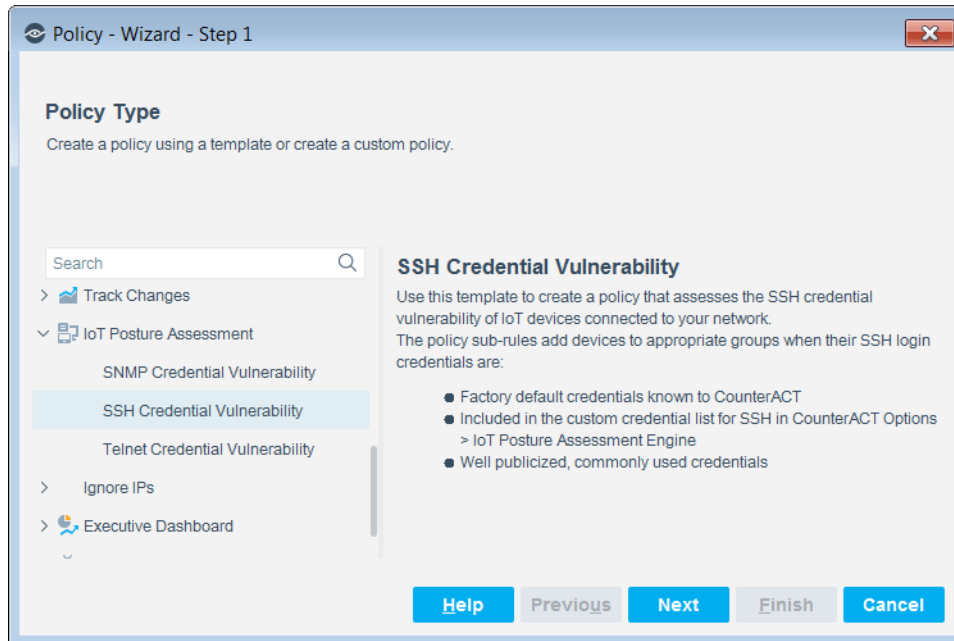 Policy - Wizard - Step 1
Policy Type
Create a policy using a template or create a custom policy.
Search
Track Changes
IoT Posture Assessment
SNMP Credential Vulnerability
SSH Credential Vulnerability
Telnet Credential Vulnerability
Ignore IPs
Executive Dashboard
SSH Credential Vulnerability
Use this template to create a policy that assesses the SSH credential
vulnerability of IoT devices connected to your network.
The policy sub-rules add devices to appropriate groups when their SSH login
credentials are:
Factory default credentials known to CounterACT
Included in the custom credential list for SSH in CounterACT Options
> IoT Posture Assessment Engine
Well publicized, commonly used credentials
Help
Previous
Next
Finish
Cancel